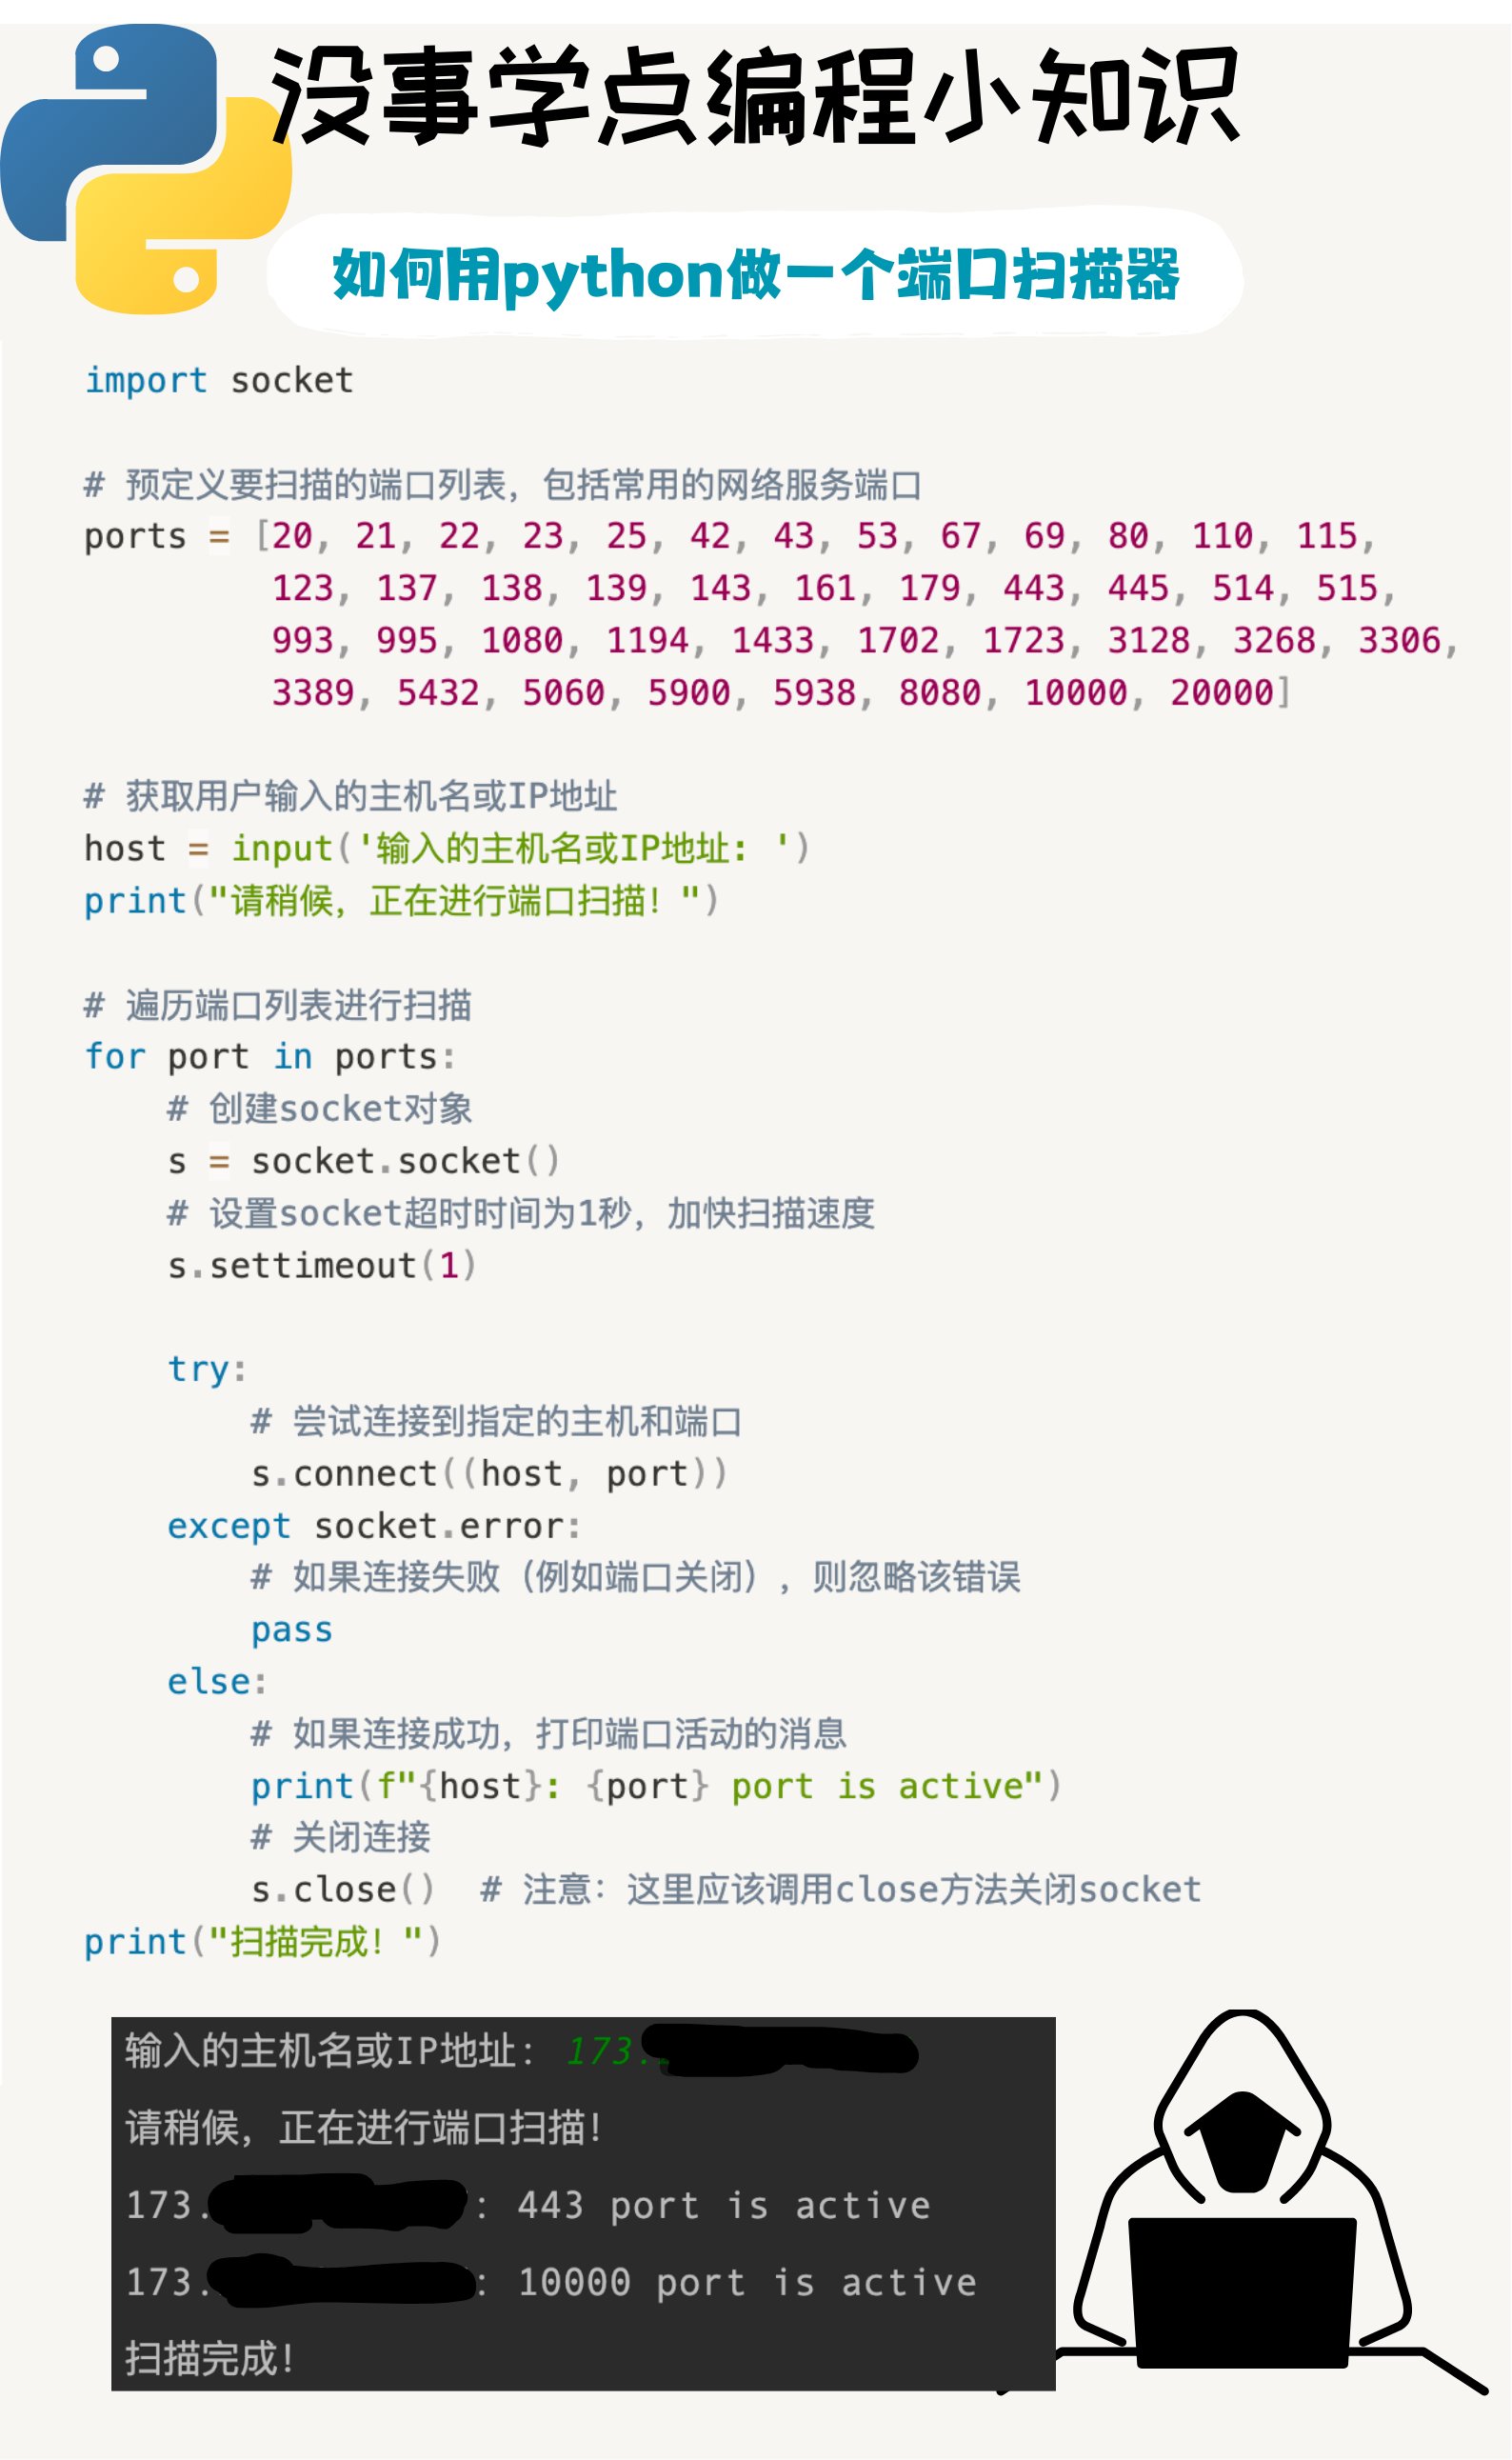 没事学点编程小知识
如何用python做一个端口扫描器
import socket
# 预定义要扫描的端口列表，包括常用的网络服务端口
ports = [20, 21, 22, 23, 25, 42, 43, 53, 67, 69, 80, 110, 115,
123, 137, 138, 139, 143, 161, 179, 443, 445, 514, 515,
993, 995, 1080, 1194, 1433, 1702, 1723, 3128, 3268, 3306,
3389, 5432, 5060, 5900, 5938, 8080, 10000, 20000]
# 获取用户输入的主机名或IP地址
host = input('输入的主机名或IP地址: ')
print("请稍候，正在进行端口扫描！")
# 遍历端口列表进行扫描
for port in ports:
# 创建socket对象
s = socket.socket()
# 设置socket超时时间为1秒，加快扫描速度
s.settimeout(1)
try:
# 尝试连接到指定的主机和端口
s.connect((host, port))
except socket.error:
# 如果连接失败（例如端口关闭），则忽略该错误
pass
else:
# 如果连接成功，打印端口活动的消息
print(f"{host}: {port} port is active")
# 关闭连接
s.close() # 注意：这里应该调用close方法关闭socket
print("扫描完成！")
输入的主机名或IP地址: 173.
请稍候，正在进行端口扫描！
173. : 443 port is active
173. : 10000 port is active
扫描完成！